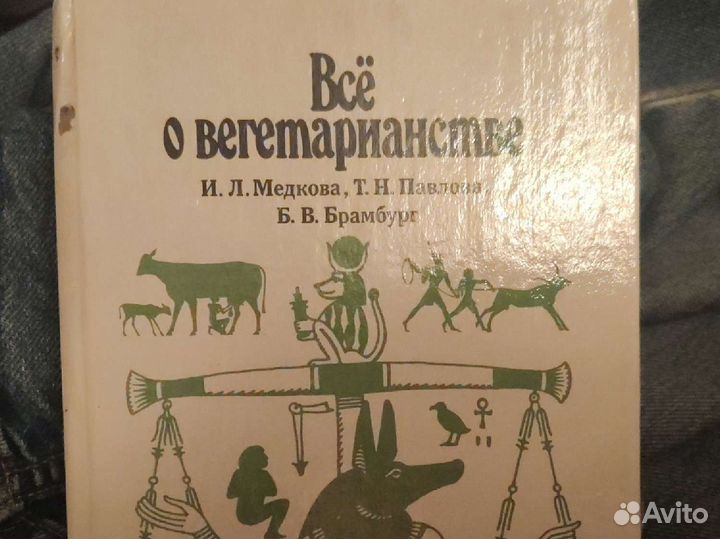 Всё
о вегетарианстве
И. Л. Медкова, Т. Н. Павлова,
Б. В. Брамбург
Avito